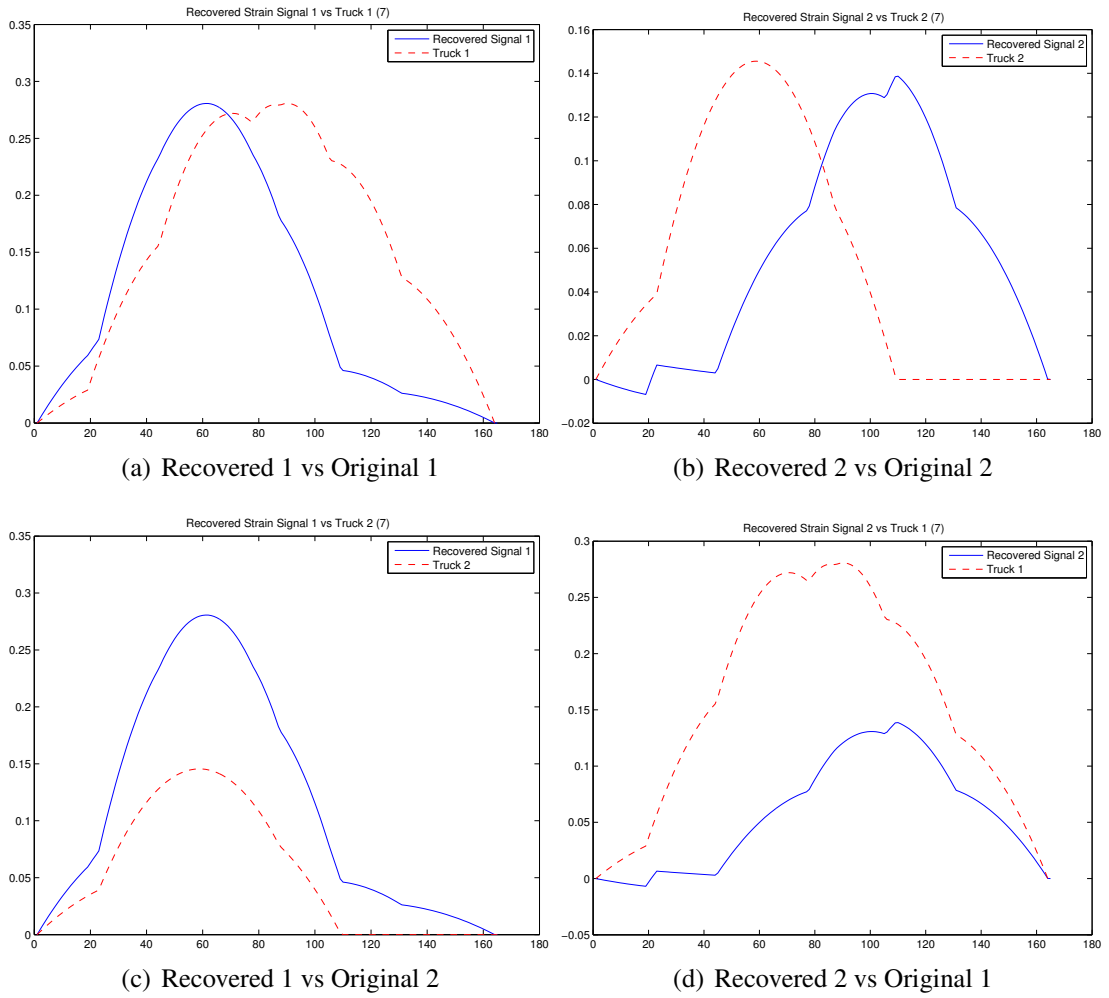 Recovered Strain Signal 1 vs Truck 1 (7)
0.35
0.3
0.25
0.2
0.15
0.1
0.05
0
0 20 40 60 80 100 120 140 160 180
Recovered Signal 1
Truck 1
(a) Recovered 1 vs Original 1
Recovered Strain Signal 2 vs Truck 2 (7)
0.16
0.14
0.12
0.1
0.08
0.06
0.04
0.02
0
−0.02
0 20 40 60 80 100 120 140 160 180
Recovered Signal 2
Truck 2
(b) Recovered 2 vs Original 2
Recovered Strain Signal 1 vs Truck 2 (7)
0.35
0.3
0.25
0.2
0.15
0.1
0.05
0
0 20 40 60 80 100 120 140 160 180
Recovered Signal 1
Truck 2
(c) Recovered 1 vs Original 2
Recovered Strain Signal 2 vs Truck 1 (7)
0.3
0.25
0.2
0.15
0.1
0.05
0
−0.05
0 20 40 60 80 100 120 140 160 180
Recovered Signal 2
Truck 1
(d) Recovered 2 vs Original 1